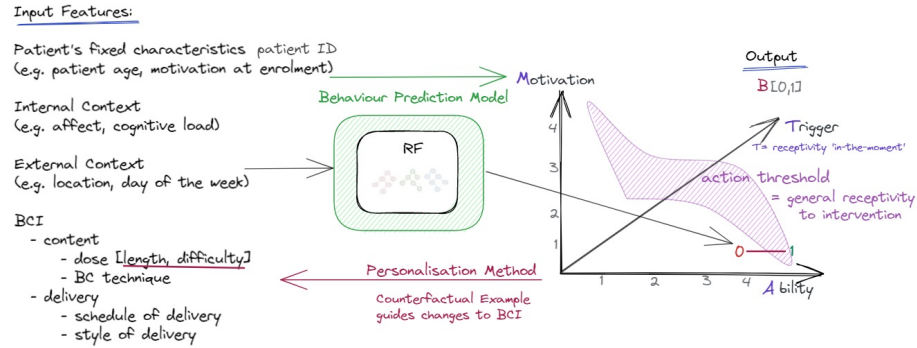 Input Features:
Patient's fixed characteristics patient ID
(e.g. patient age, motivation at enrolment)
Internal Context
(e.g. affect, cognitive load)
External Context
(e.g. location, day of the week)
BCI
- content
- dose [length, difficulty]
- BC technique
- delivery
- schedule of delivery
- style of delivery
Behaviour Prediction Model
RF
Personalisation Method
Counterfactual Example
guides changes to BCI
Motivation
4
3
2
1
1
2
3
4
Ability
Output
B[0,1]
Trigger
T= receptivity 'in-the-moment'
action threshold
= general receptivity
to intervention
0
1